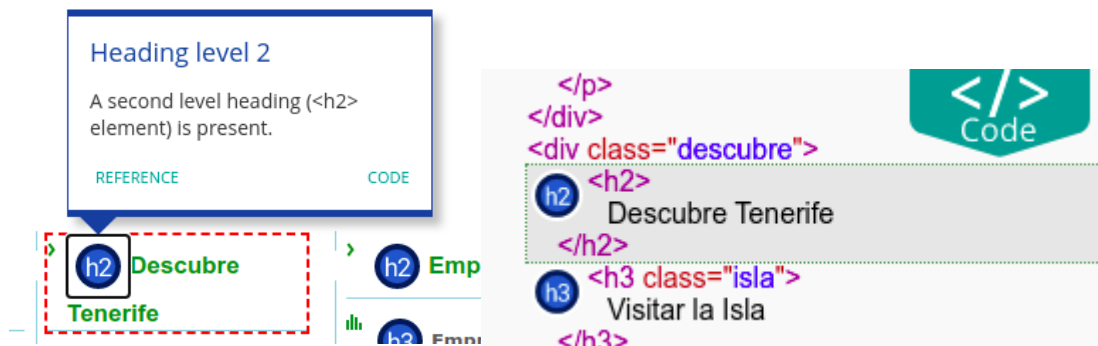 Heading level 2
A second level heading (<h2>
element) is present.
REFERENCE CODE
h2 Descubre
Tenerife
h2 Emp
h3 Empr
</p>
</div>
<div class="descubre">
h2 <h2>
Descubre Tenerife
</h2>
h3 <h3 class="isla">
Visitar la Isla
</h3>
</> 
Code